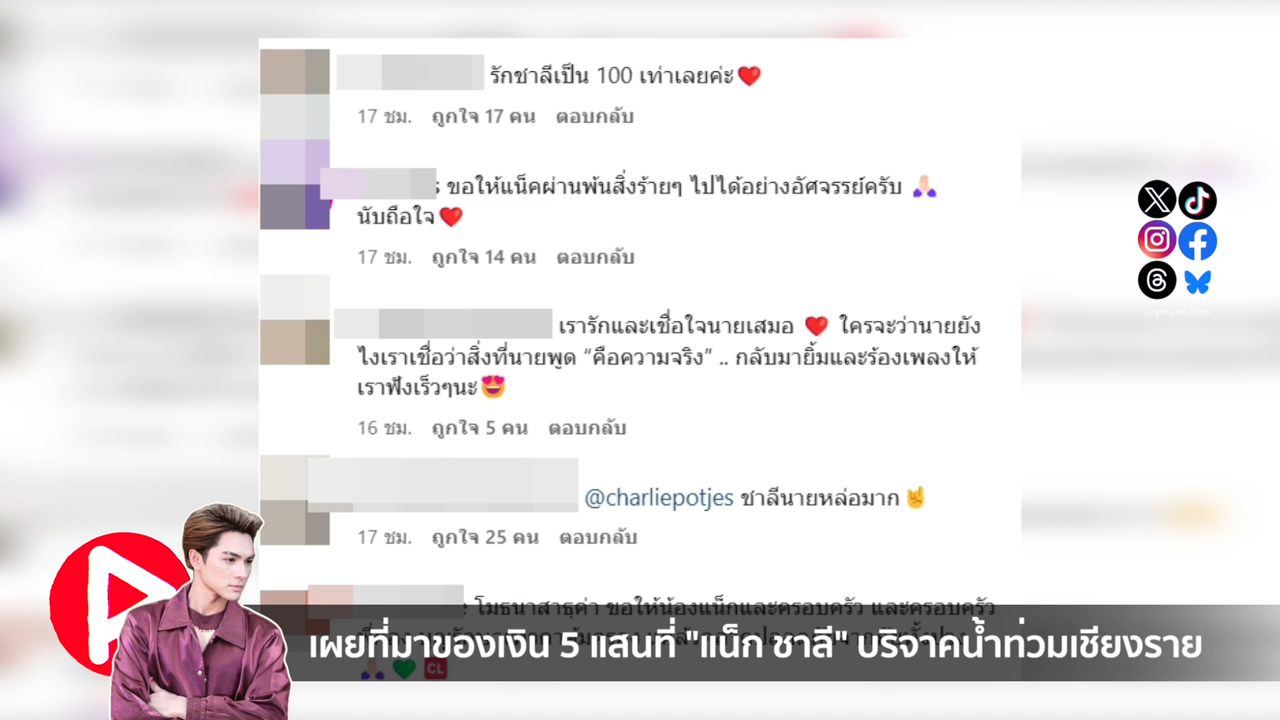 รักชาลีเป็น 100 เท่าเลยค่ะ❤️
17 ชม. ถูกใจ 17 คน ตอบกลับ
s ขอให้แน็คผ่านพ้นสิ่งร้ายๆ ไปได้อย่างอัศจรรย์ครับ 🙏🏻
นับถือใจ❤️
17 ชม. ถูกใจ 14 คน ตอบกลับ
เรารักและเชื่อใจนายเสมอ ❤️ ใครจะว่านายยัง
ไงเราเชื่อว่าสิ่งที่นายพูด “คือความจริง” .. กลับมายิ้มและร้องเพลงให้
เราฟังเร็วๆนะ😍
16 ชม. ถูกใจ 5 คน ตอบกลับ
@charliepotjes ชาลีนายหล่อมาก🤘
17 ชม. ถูกใจ 25 คน ตอบกลับ
โมธนาสาธุค่า ขอให้น้องแน็กและครอบครัว และครอบครัว
เผยที่มาของเงิน 5 แสนที่ "แน็ก ชาลี" บริจาคน้ำท่วมเชียงราย
🙏🏻💚🆑
@pnewsthai